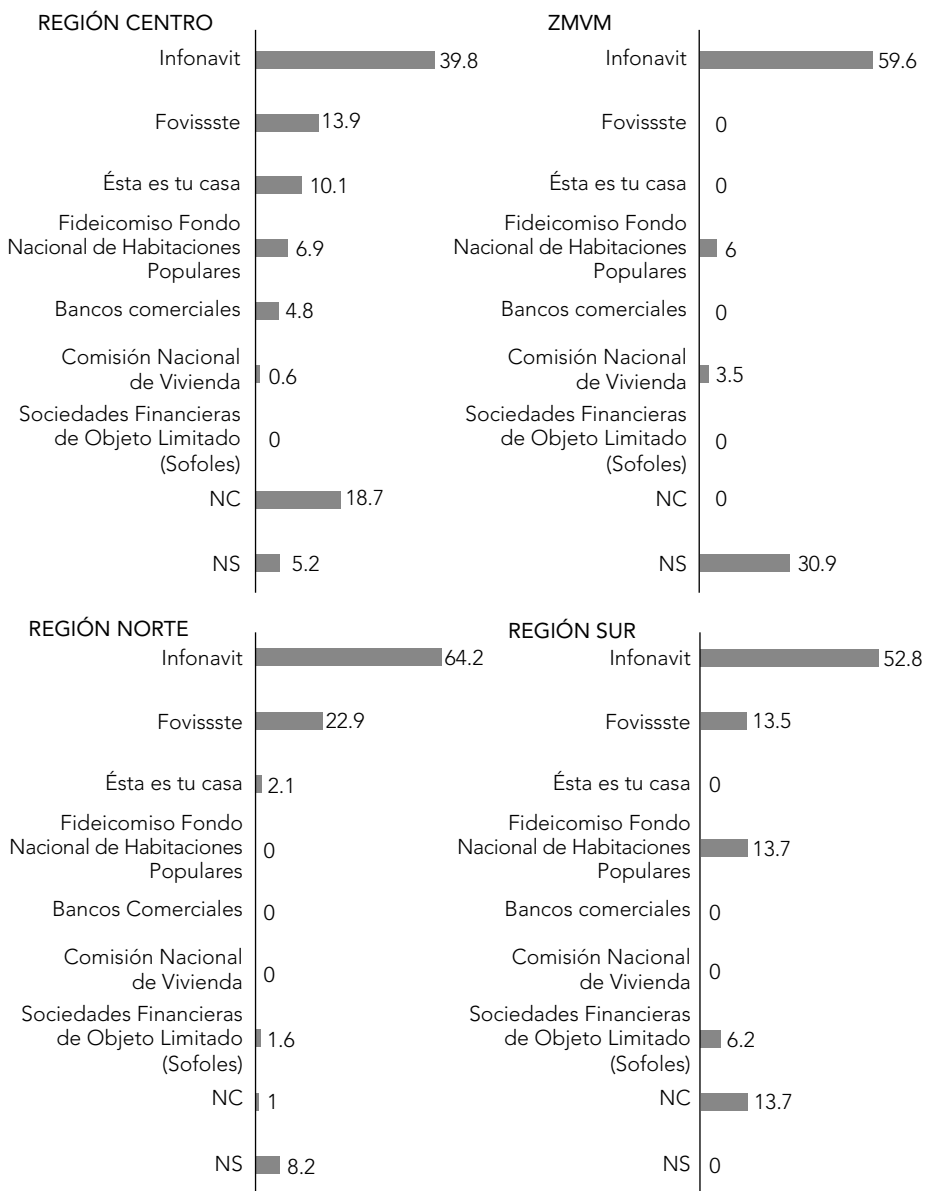 REGIÓN CENTRO
Infonavit 39.8
Fovissste 13.9
Ésta es tu casa 10.1
Fideicomiso Fondo
Nacional de Habitaciones 6.9
Populares
Bancos comerciales 4.8
Comisión Nacional
de Vivienda 0.6
Sociedades Financieras
de Objeto Limitado 0
(Sofoles)
NC 18.7
NS 5.2
ZMVM
Infonavit 59.6
Fovissste 0
Ésta es tu casa 0
Fideicomiso Fondo
Nacional de Habitaciones 6
Populares
Bancos comerciales 0
Comisión Nacional
de Vivienda 3.5
Sociedades Financieras
de Objeto Limitado 0
(Sofoles)
NC 0
NS 30.9
REGIÓN NORTE
Infonavit 64.2
Fovissste 22.9
Ésta es tu casa 2.1
Fideicomiso Fondo
Nacional de Habitaciones 0
Populares
Bancos Comerciales 0
Comisión Nacional
de Vivienda 0
Sociedades Financieras
de Objeto Limitado 1.6
(Sofoles)
NC 1
NS 8.2
REGIÓN SUR
Infonavit 52.8
Fovissste 13.5
Ésta es tu casa 0
Fideicomiso Fondo
Nacional de Habitaciones 13.7
Populares
Bancos comerciales 0
Comisión Nacional
de Vivienda 0
Sociedades Financieras
de Objeto Limitado 6.2
(Sofoles)
NC 13.7
NS 0